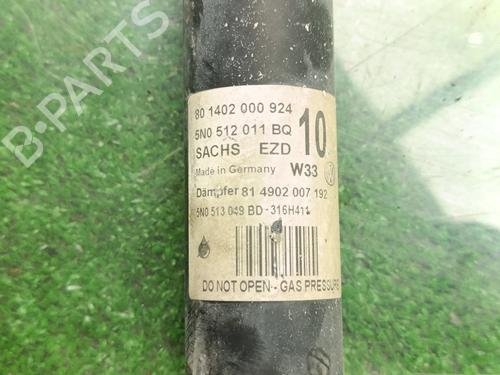 B-PARTS
80 1402 000 924
5N0 512 011 BQ
10
SACHS EZD
Made in Germany W33
Dämpfer 81 4902 007 192
5N0 513 049 BD-316H411
DO NOT OPEN - GAS PRESSURE